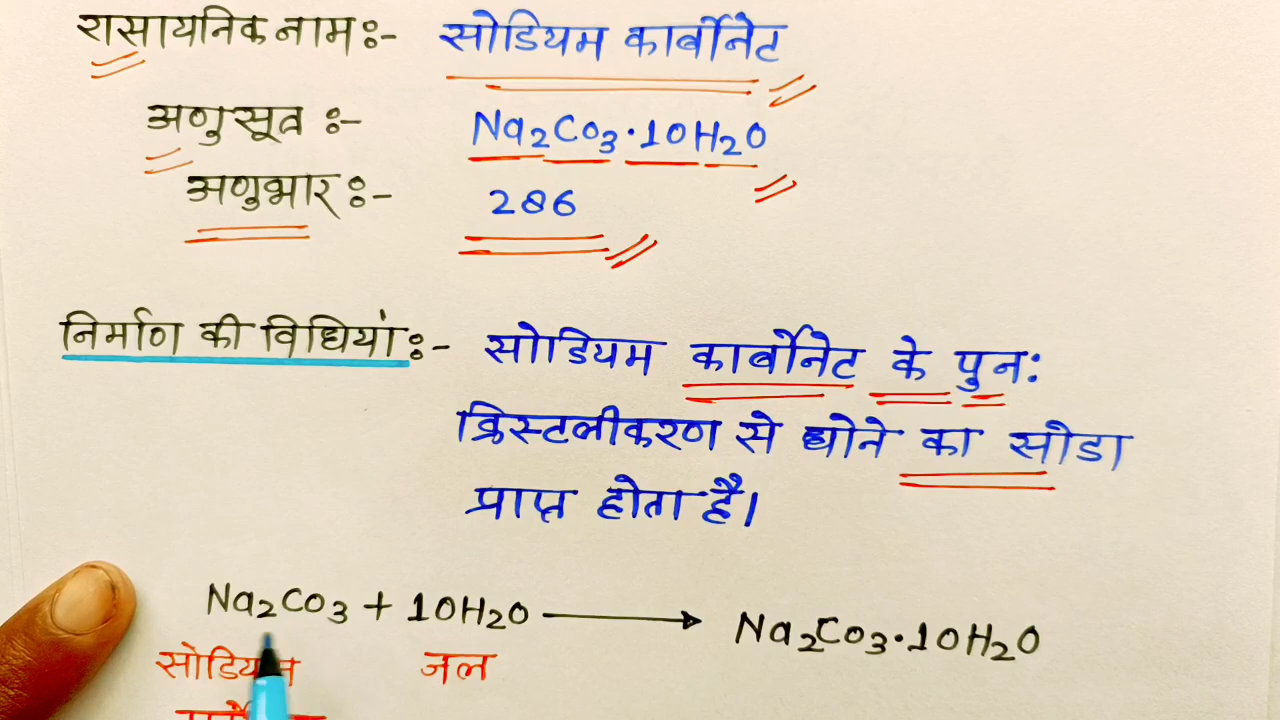 रासायनिक नाम:- सोडियम कार्बोनेट
अणुसूत्र :- Na2Co3·10H2O
अणुभार:- 286
निर्माण की विधियां:- सोडियम कार्बोनेट के पुन:
क्रिस्टलीकरण से धोने का सोडा
प्राप्त होता है।
Na2Co3 + 10H2O ⟶ Na2Co3·10H2O
जल